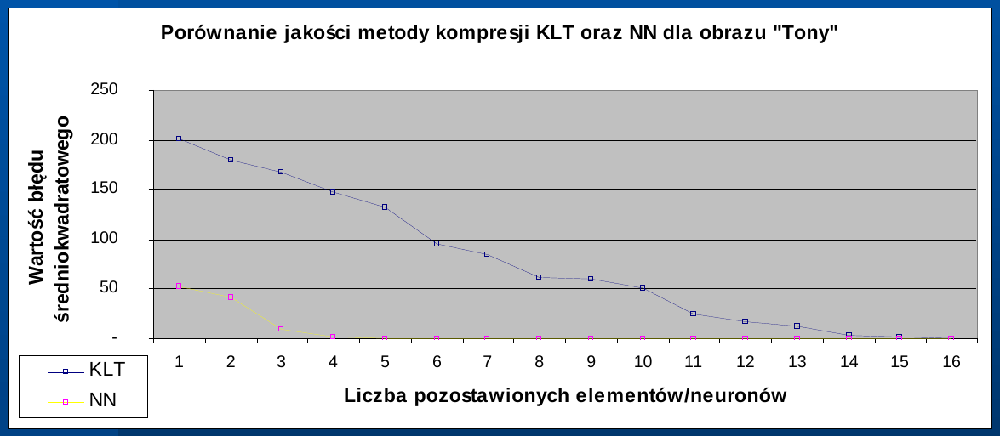 Porównanie jakości metody kompresji KLT oraz NN dla obrazu "Tony"
250
200
150
100
50
-
Wartość błędu
średniokwadratowego
1 2 3 4 5 6 7 8 9 10 11 12 13 14 15 16
Liczba pozostawionych elementów/neuronów
KLT
NN